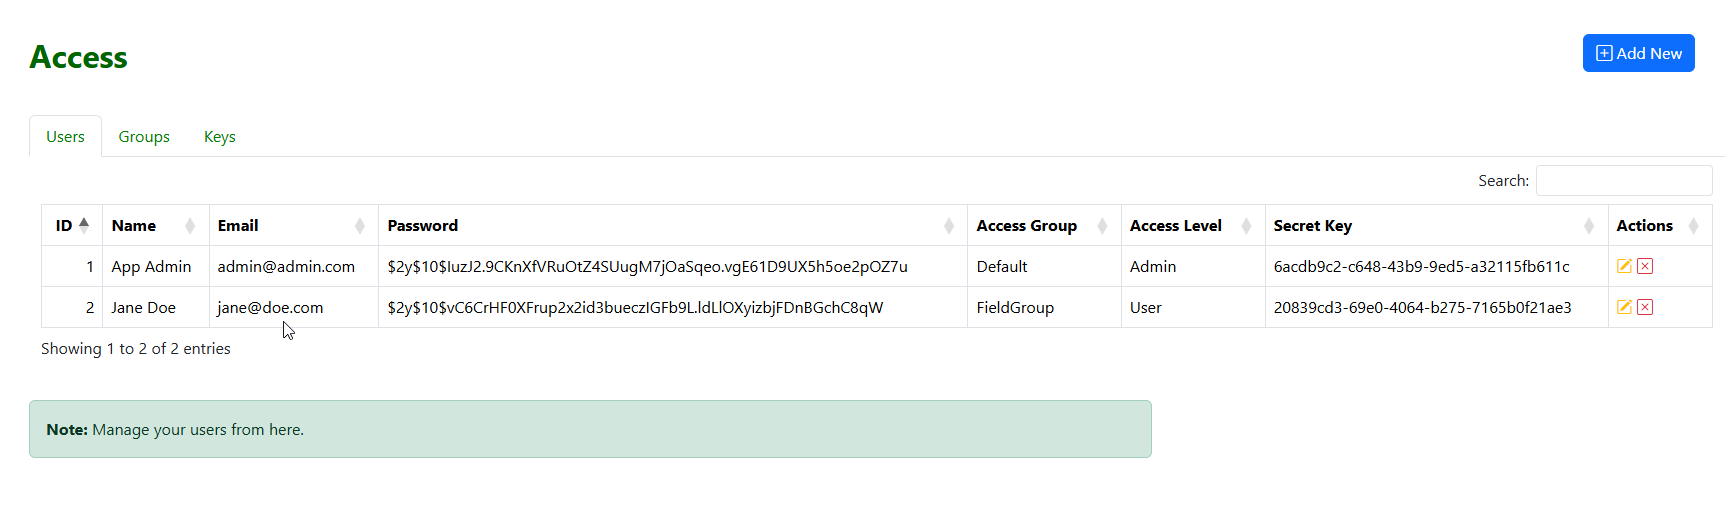 Access
Add New
Users Groups Keys
Search:
ID Name Email Password Access Group Access Level Secret Key Actions
1 App Admin admin@admin.com $2y$10$IuzJ2.9CKnXfVRuOtZ4SUugM7jOaSqeo.vgE61D9UX5h5oe2pOZ7u Default Admin 6acdb9c2-c648-43b9-9ed5-a32115fb611c
2 Jane Doe jane@doe.com $2y$10$vC6CrHF0XFrup2x2id3bueczIGFb9L.ldLlOXyizbjFDnBGchC8qW FieldGroup User 20839cd3-69e0-4064-b275-7165b0f21ae3
Showing 1 to 2 of 2 entries
Note: Manage your users from here.